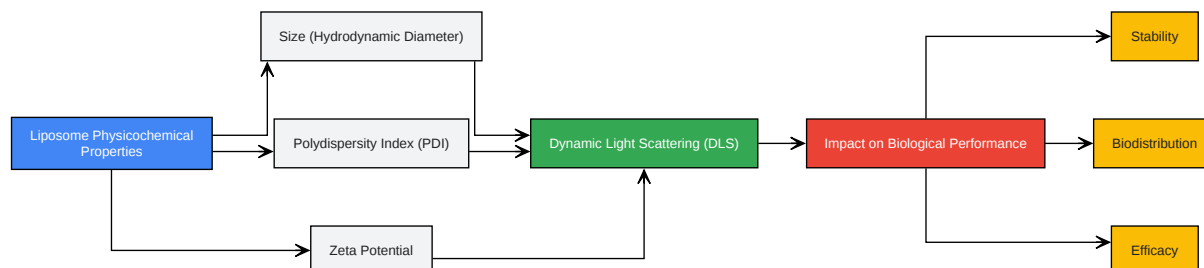 Size (Hydrodynamic Diameter)
Stability
Liposome Physicochemical
Properties
Polydispersity Index (PDI)
Dynamic Light Scattering (DLS)
Impact on Biological Performance
Biodistribution
Zeta Potential
Efficacy